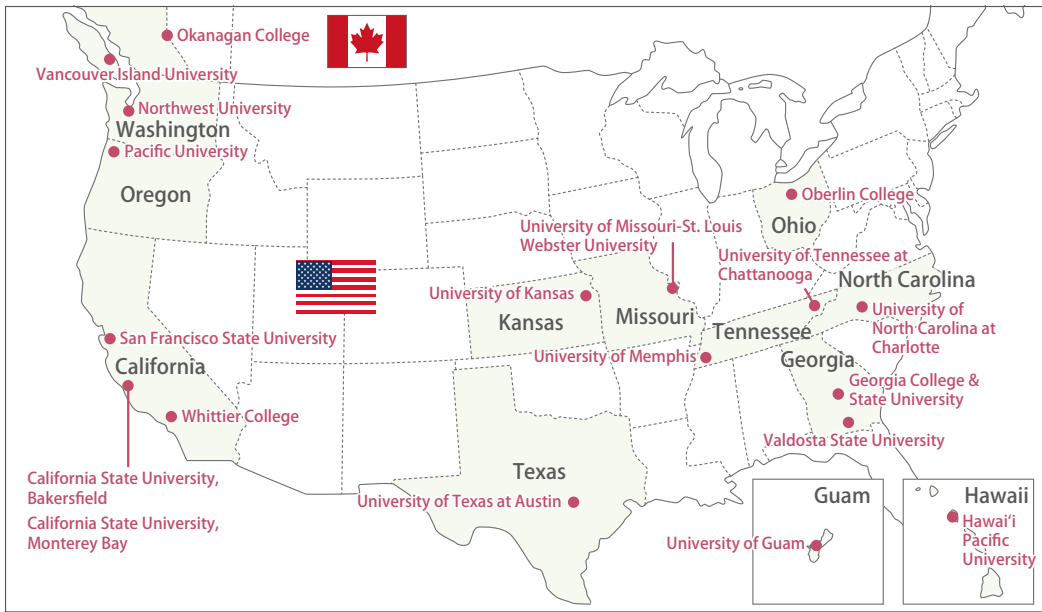 Okanagan College
Vancouver Island University
Northwest University
Washington
Pacific University
Oregon
Oberlin College
Ohio
University of Missouri-St. Louis
Webster University
University of Tennessee at
Chattanooga
North Carolina
University of Kansas
Kansas
Missouri
Tennessee
University of
North Carolina at
Charlotte
San Francisco State University
California
University of Memphis
Georgia
Georgia College &
State University
Whittier College
Valdosta State University
California State University,
Bakersfield
California State University,
Monterey Bay
Texas
University of Texas at Austin
Guam
University of Guam
Hawaii
Hawai‘i
Pacific
University